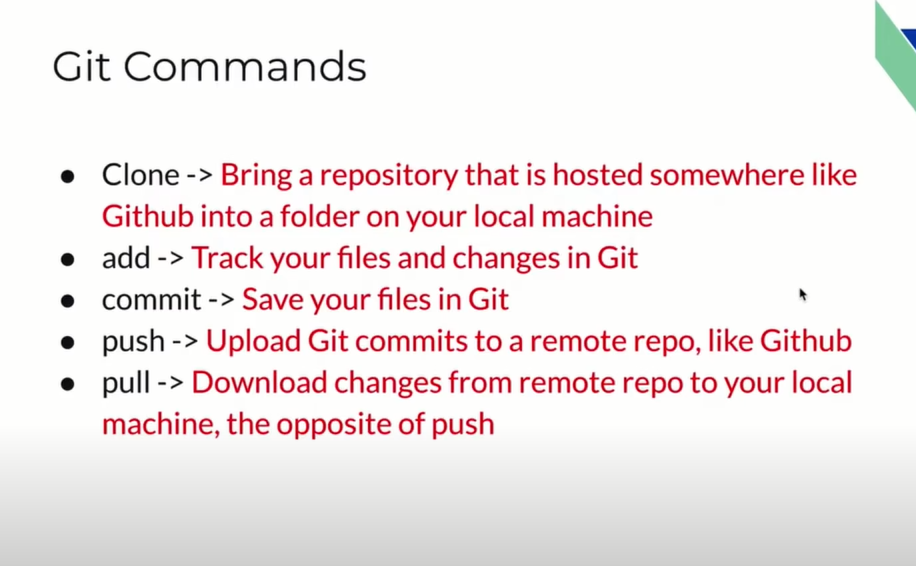 Git Commands
● Clone -> Bring a repository that is hosted somewhere like
Github into a folder on your local machine
● add -> Track your files and changes in Git
● commit -> Save your files in Git
● push -> Upload Git commits to a remote repo, like Github
● pull -> Download changes from remote repo to your local
machine, the opposite of push